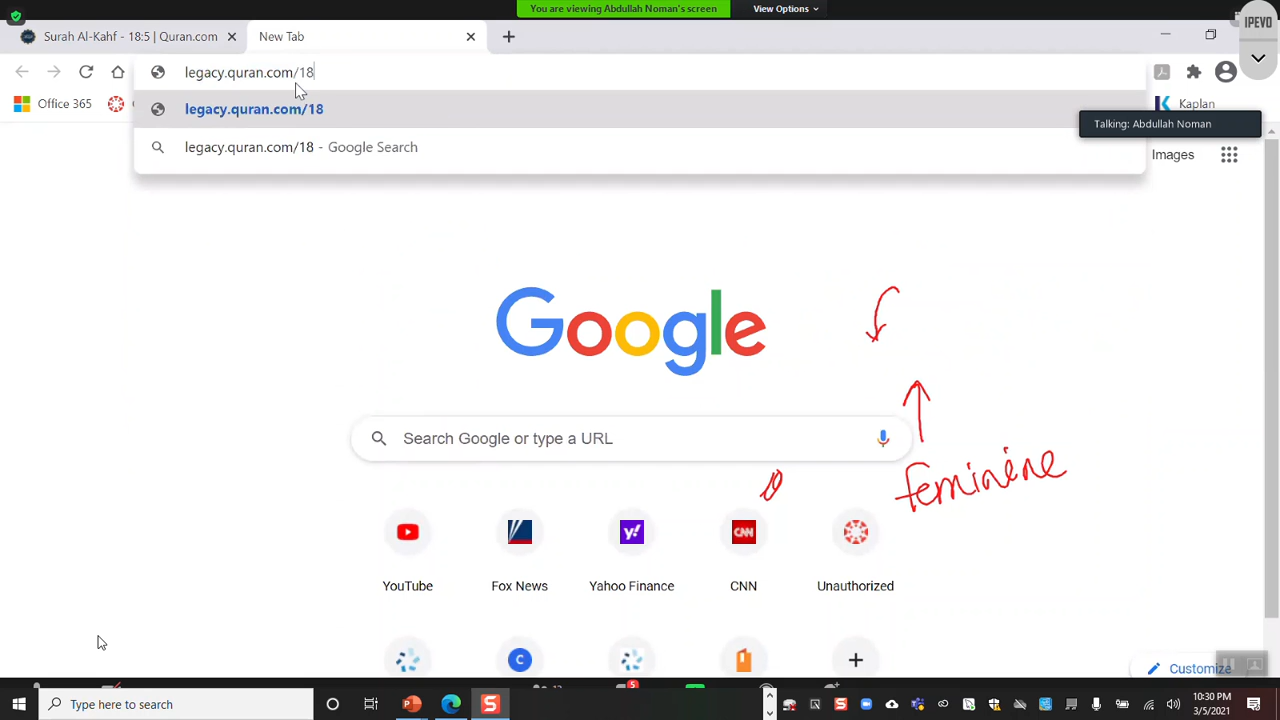 You are viewing Abdullah Noman's screen
View Options
IPEVO
Surah Al-Kahf - 18:5 | Quran.com
New Tab
legacy.quran.com/18
Office 365
Kaplan
legacy.quran.com/18
Talking: Abdullah Noman
legacy.quran.com/18 - Google Search
Images
Google
Search Google or type a URL
feminine
CNN
YouTube
Fox News
Yahoo Finance
CNN
Unauthorized
Customize
Type here to search
10:30 PM
3/5/2021